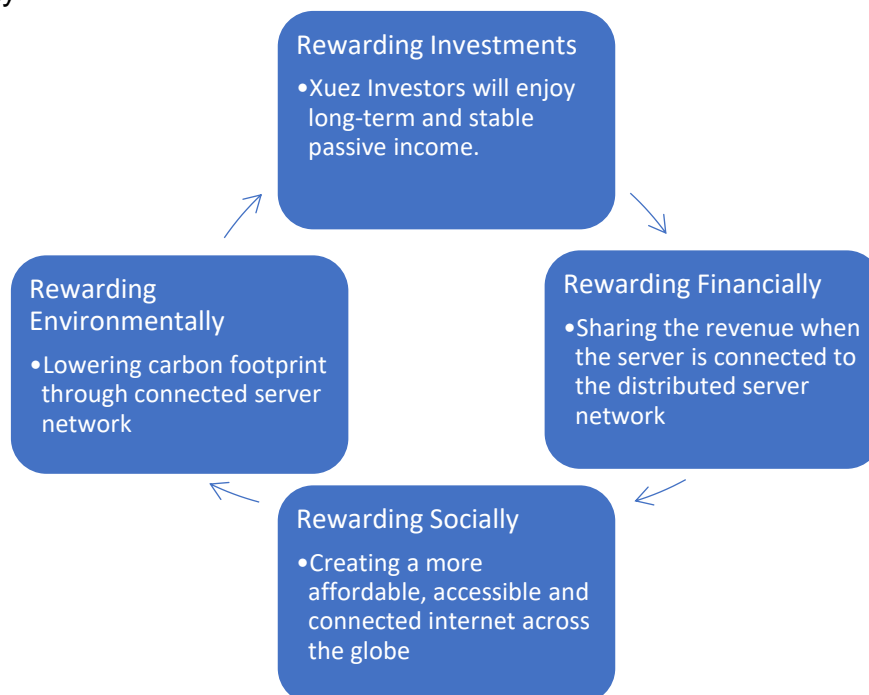 y
Rewarding Investments
•Xuez Investors will enjoy
long-term and stable
passive income.
Rewarding Financially
•Sharing the revenue when
the server is connected to
the distributed server
network
Rewarding Socially
•Creating a more
affordable, accessible and
connected internet across
the globe
Rewarding
Environmentally
•Lowering carbon footprint
through connected server
network